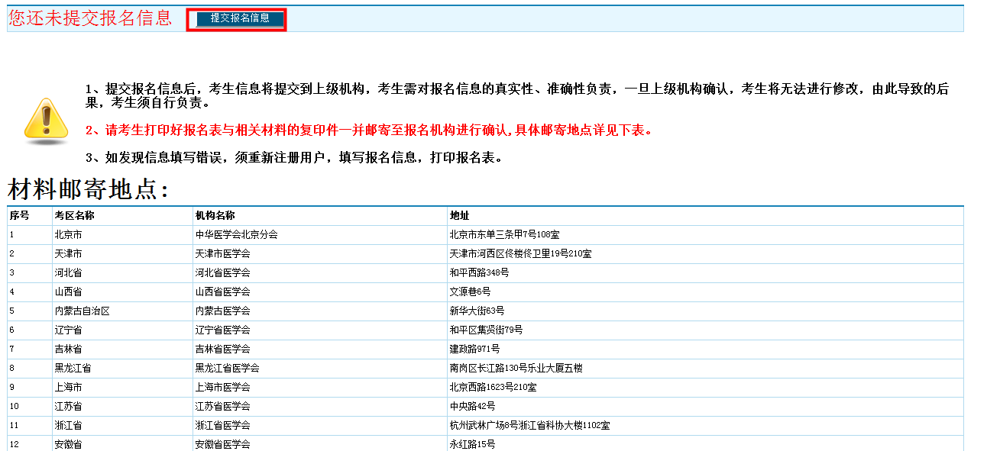 您还未提交报名信息 提交报名信息
1、提交报名信息后，考生信息将提交到上级机构，考生需对报名信息的真实性、准确性负责，一旦上级机构确认，考生将无法进行修改，由此导致的后
果，考生须自行负责。
2、请考生打印好报名表与相关材料的复印件一并邮寄至报名机构进行确认,具体邮寄地点详见下表。
3、如发现信息填写错误，须重新注册用户，填写报名信息，打印报名表。
材料邮寄地点:
序号 考区名称 机构名称 地址
1 北京市 中华医学会北京分会 北京市东单三条甲7号108室
2 天津市 天津市医学会 天津市河西区佟楼佟卫里19号210室
3 河北省 河北省医学会 和平西路348号
4 山西省 山西省医学会 文源巷6号
5 内蒙古自治区 内蒙古医学会 新华大街63号
6 辽宁省 辽宁省医学会 和平区集贤街79号
7 吉林省 吉林省医学会 建政路971号
8 黑龙江省 黑龙江省医学会 南岗区长江路130号乐业大厦五楼
9 上海市 上海市医学会 北京西路1623号210室
10 江苏省 江苏省医学会 中央路42号
11 浙江省 浙江省医学会 杭州武林广场8号浙江省科协大楼1102室
12 安徽省 安徽省医学会 永红路15号